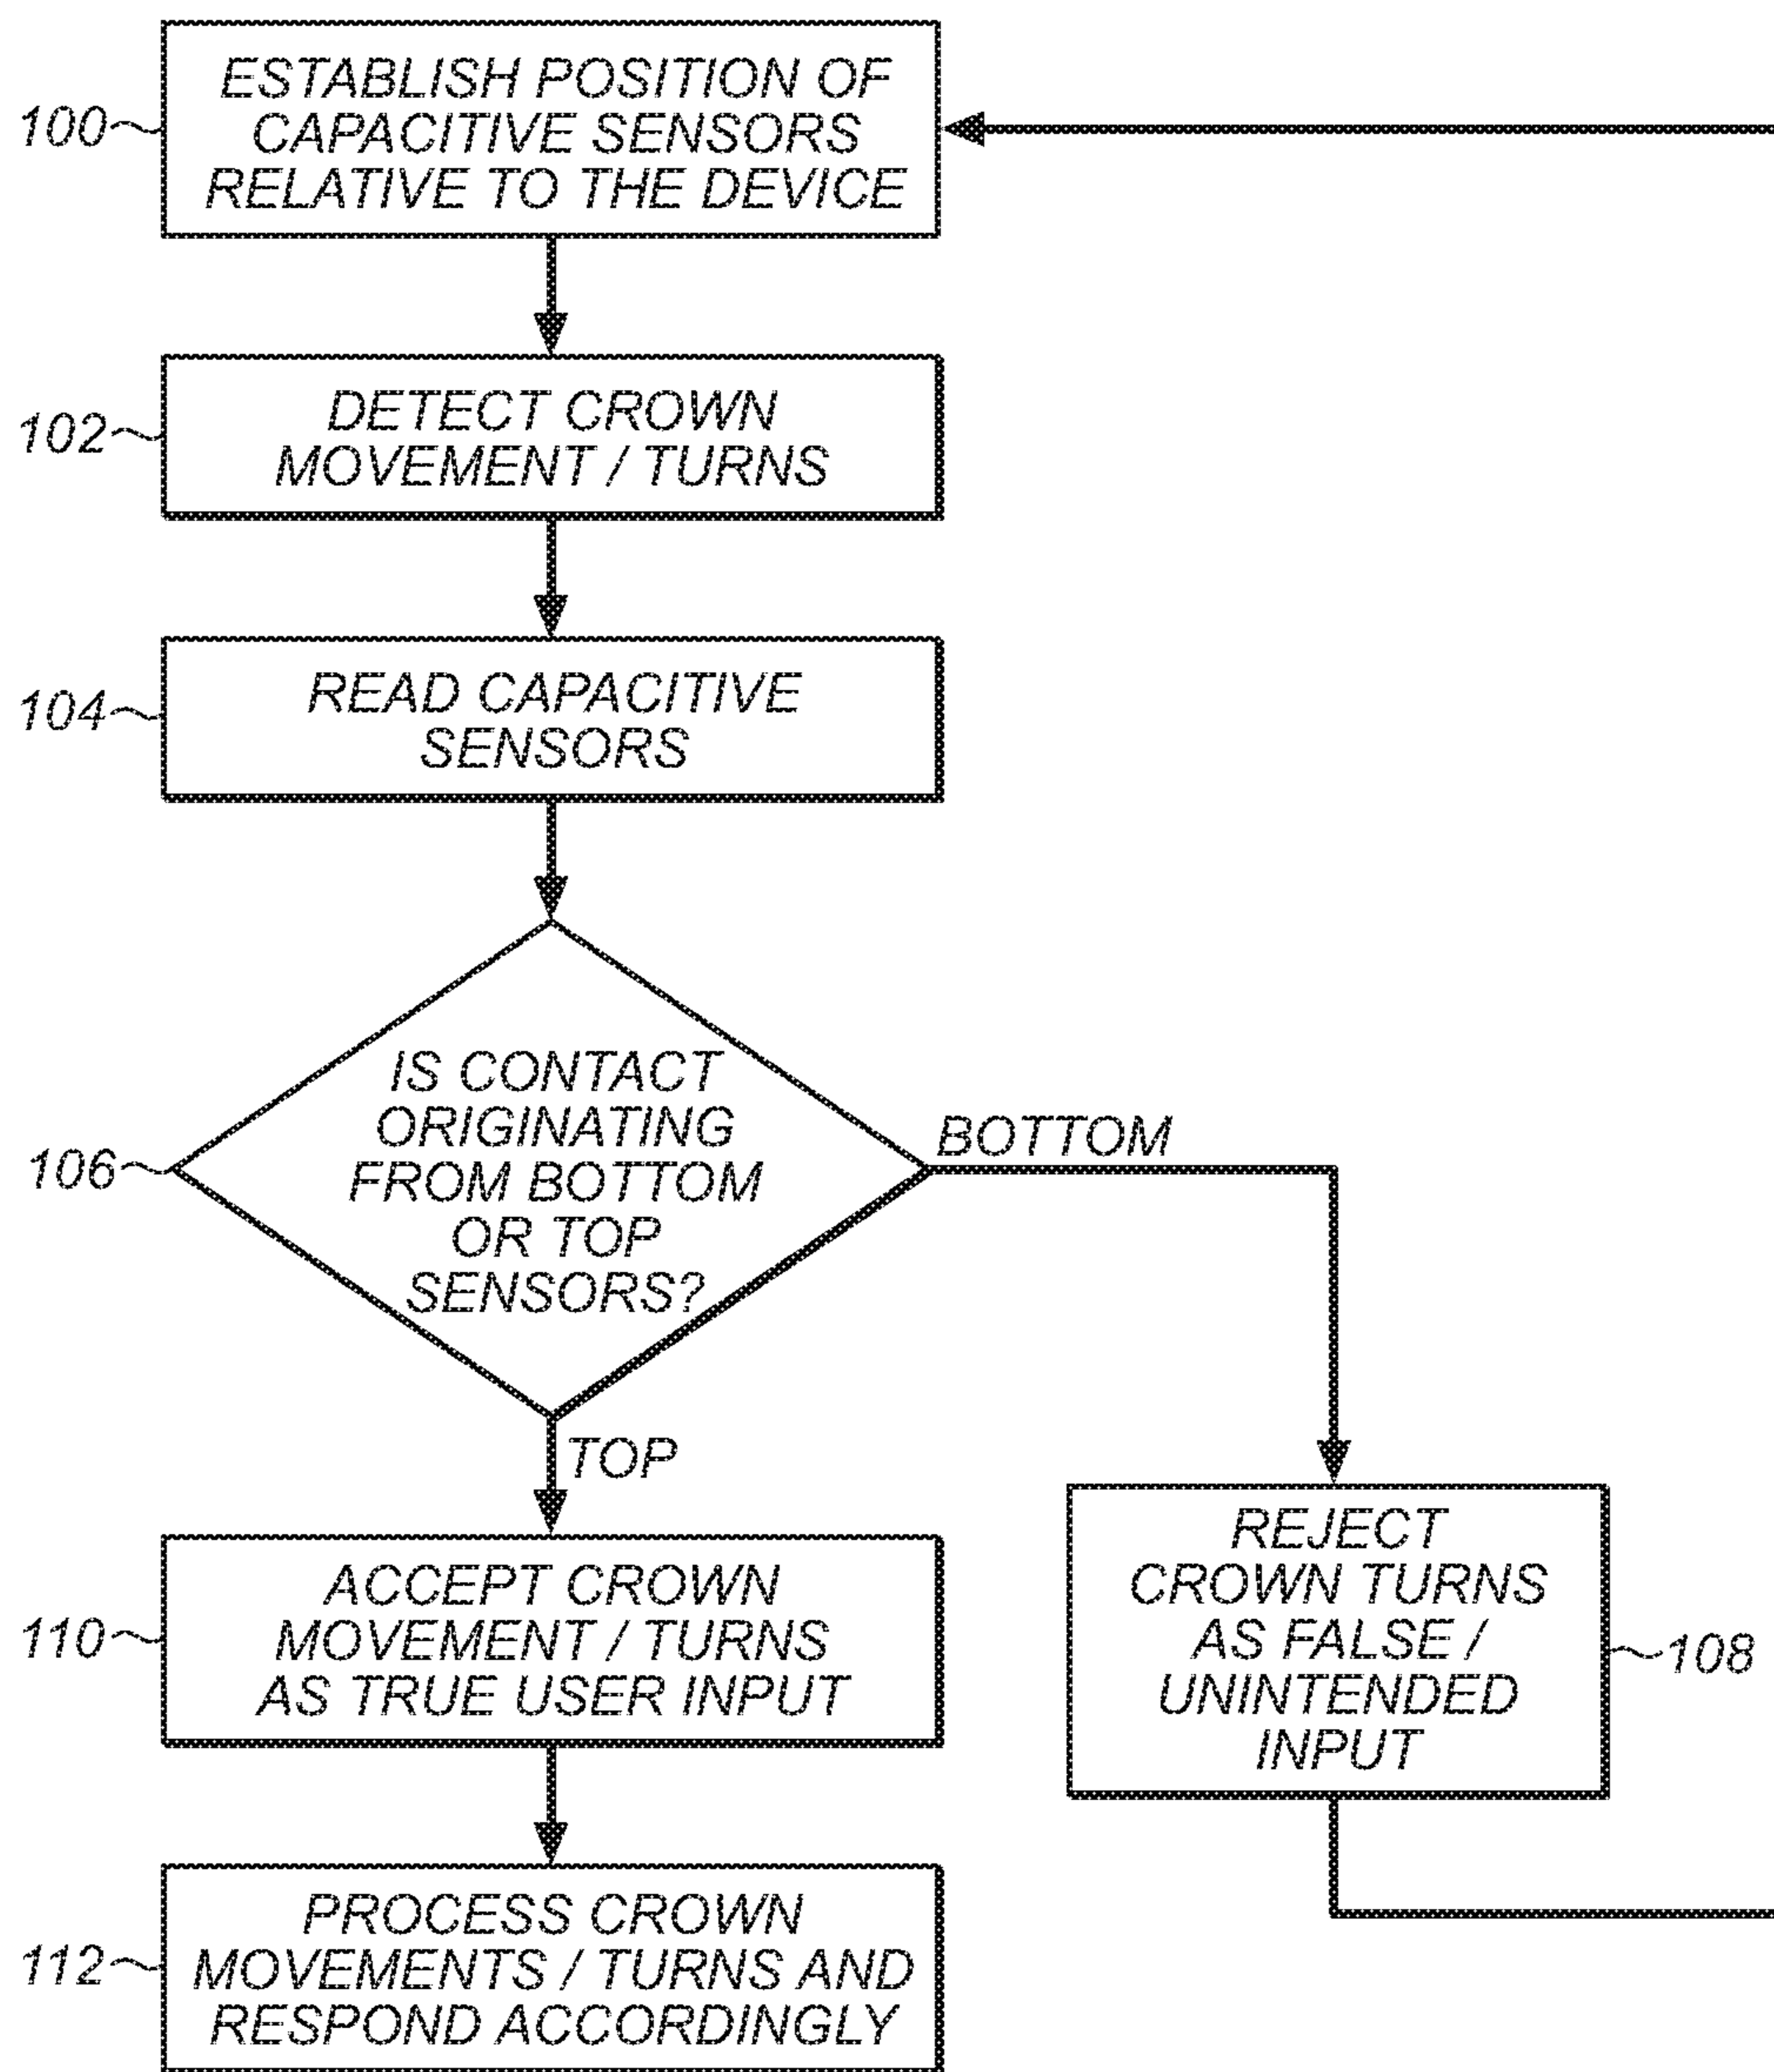 100
ESTABLISH POSITION OF
CAPACITIVE SENSORS
RELATIVE TO THE DEVICE
102
DETECT CROWN
MOVEMENT / TURNS
104
READ CAPACITIVE
SENSORS
106
IS CONTACT
ORIGINATING
FROM BOTTOM
OR TOP
SENSORS?
BOTTOM
TOP
REJECT
CROWN TURNS
AS FALSE /
UNINTENDED
INPUT
108
110
ACCEPT CROWN
MOVEMENT / TURNS
AS TRUE USER INPUT
112
PROCESS CROWN
MOVEMENTS / TURNS AND
RESPOND ACCORDINGLY